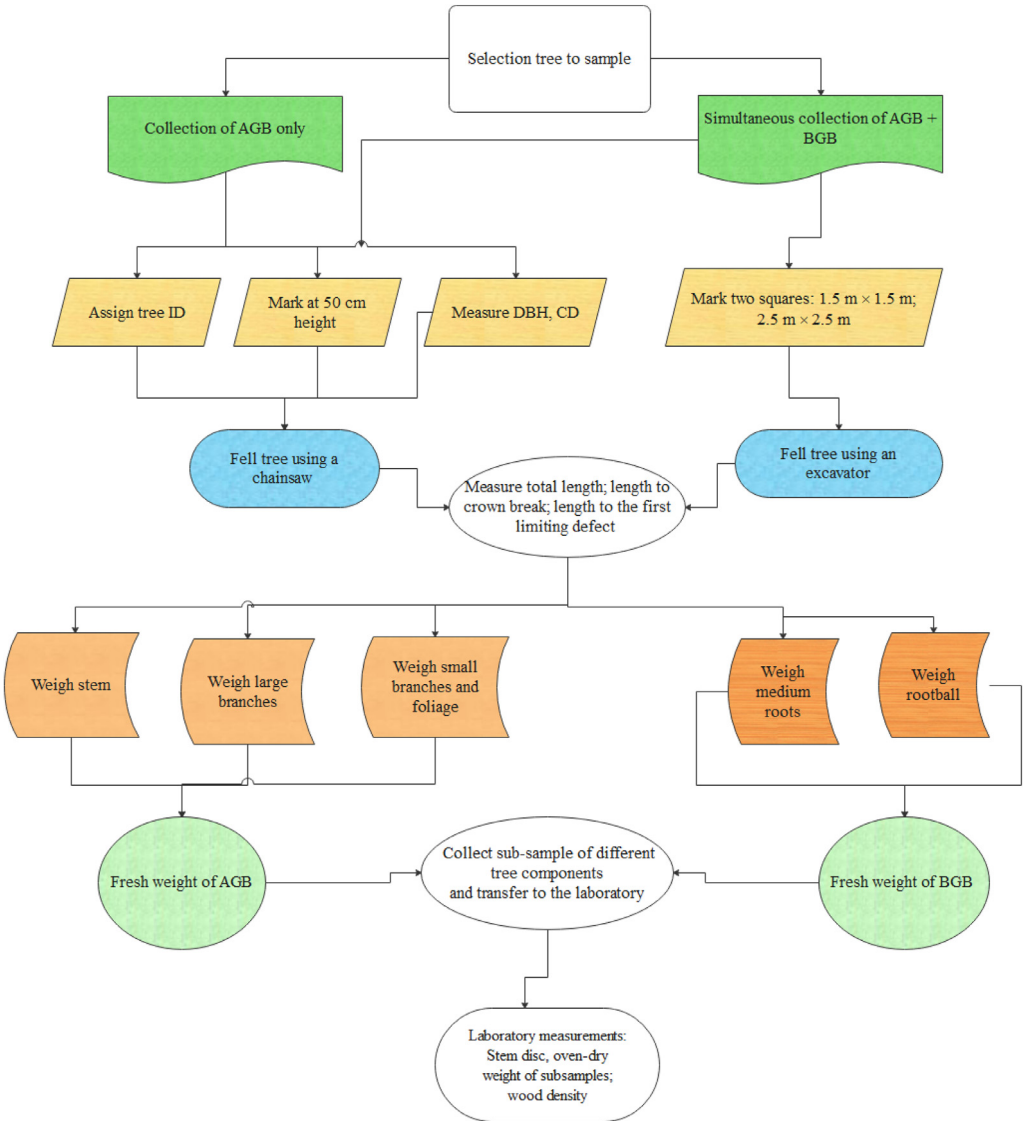 Selection tree to sample
Collection of AGB only
Simultaneous collection of AGB +
BGB
Assign tree ID
Mark at 50 cm
height
Measure DBH, CD
Mark two squares: 1.5 m × 1.5 m;
2.5 m × 2.5 m
Fell tree using a
chainsaw
Fell tree using an
excavator
Measure total length; length to
crown break; length to the first
limiting defect
Weigh stem
Weigh large
branches
Weigh small
branches and
foliage
Weigh
medium
roots
Weigh
rootball
Fresh weight of AGB
Collect sub-sample of different
tree components
and transfer to the laboratory
Fresh weight of BGB
Laboratory measurements:
Stem disc, oven-dry
weight of subsamples;
wood density